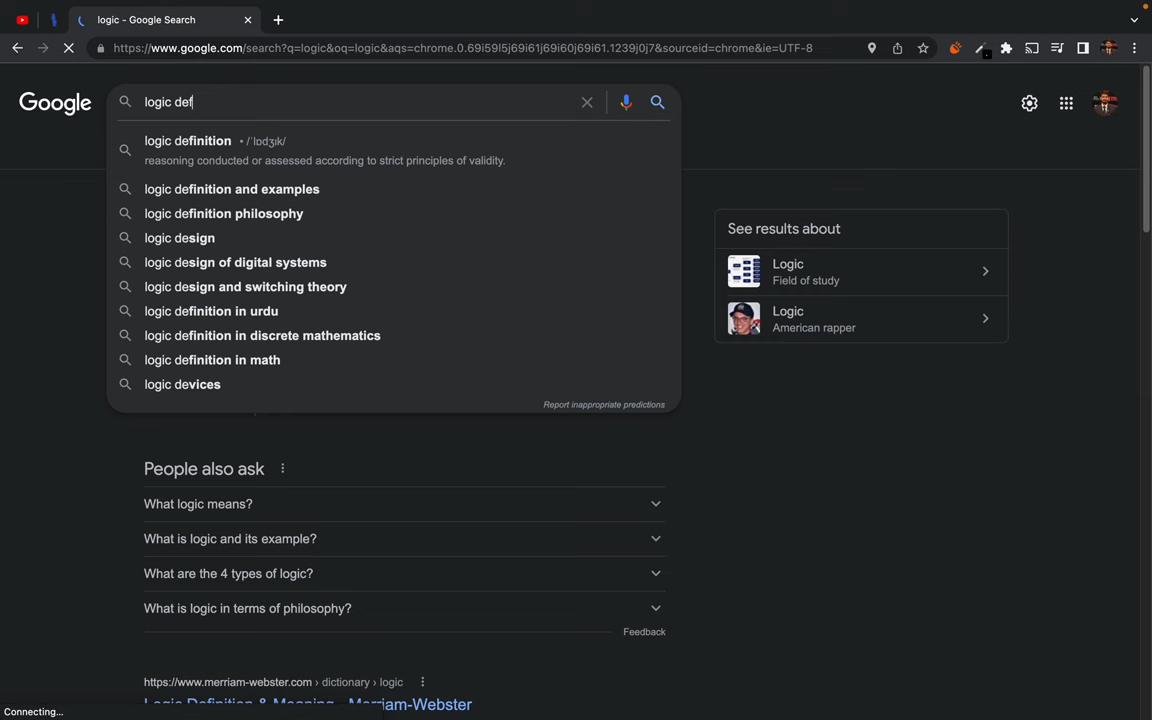 logic - Google Search
https://www.google.com/search?q=logic&oq=logic&aqs=chrome.0.69i59l5j69i61j69i60j69i61.1239j0j7&sourceid=chrome&ie=UTF-8
Google
logic def
logic definition • /ˈlɒdʒɪk/
reasoning conducted or assessed according to strict principles of validity.
logic definition and examples
logic definition philosophy
logic design
logic design of digital systems
logic design and switching theory
logic definition in urdu
logic definition in discrete mathematics
logic definition in math
logic devices
Report inappropriate predictions
See results about
Logic
Field of study
Logic
American rapper
People also ask
What logic means?
What is logic and its example?
What are the 4 types of logic?
What is logic in terms of philosophy?
Feedback
https://www.merriam-webster.com › dictionary › logic
Logic Definition & Meaning - Merriam-Webster
Connecting...